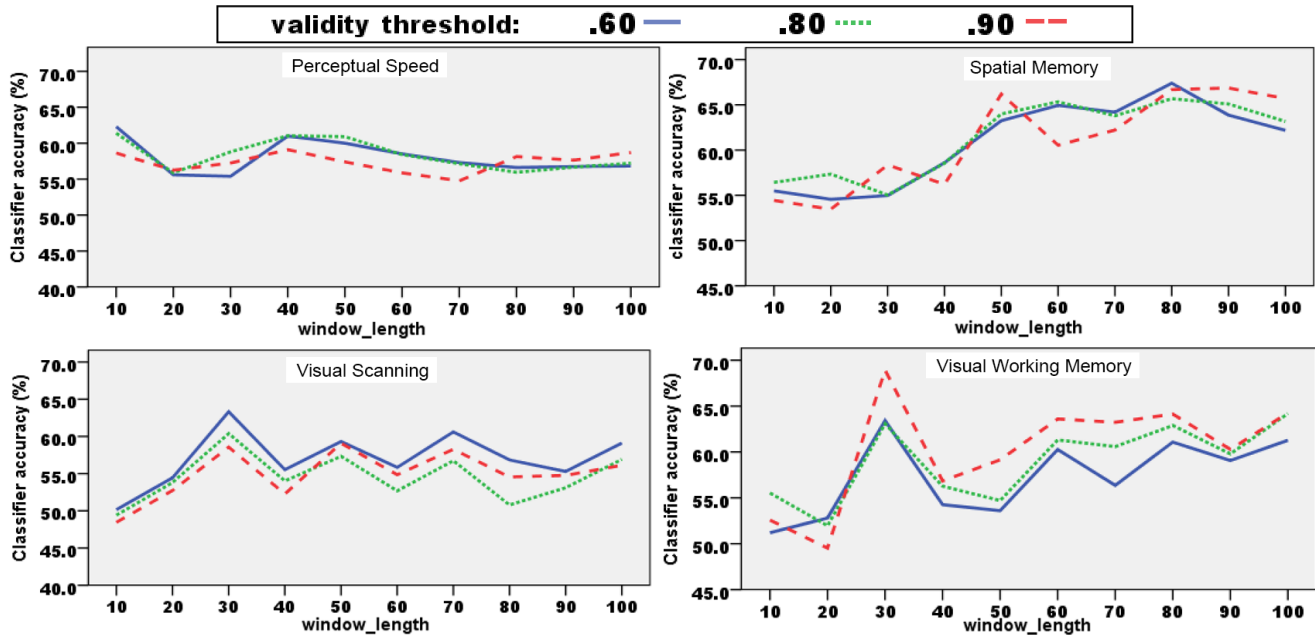 validity threshold: .60 .80 .90
Perceptual Speed
Classifier accuracy (%)
70.0
65.0
60.0
55.0
50.0
45.0
40.0
10 20 30 40 50 60 70 80 90 100
window_length
Spatial Memory
classifier accuracy (%)
70.0
65.0
60.0
55.0
50.0
45.0
10 20 30 40 50 60 70 80 90 100
window_length
Visual Scanning
Classifier accuracy (%)
70.0
65.0
60.0
55.0
50.0
45.0
40.0
10 20 30 40 50 60 70 80 90 100
window_length
Visual Working Memory
Classifier accuracy (%)
70.0
65.0
60.0
55.0
50.0
45.0
10 20 30 40 50 60 70 80 90 100
window_length